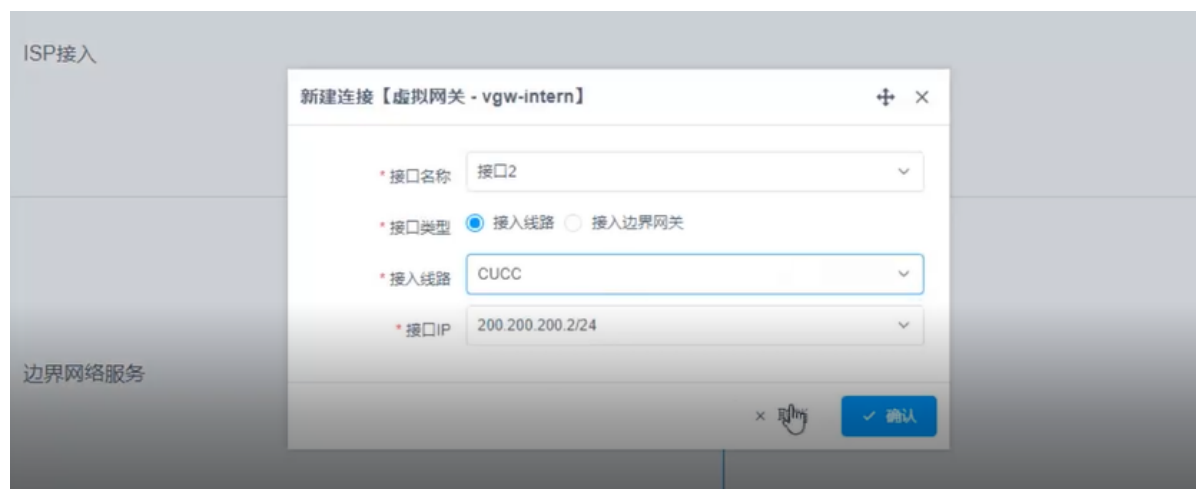 ISP接入
新建连接【虚拟网关 - vgw-intern】
* 接口名称 接口2
* 接口类型 接入线路 接入边界网关
* 接入线路 CUCC
* 接口IP 200.200.200.2/24
边界网络服务
确认